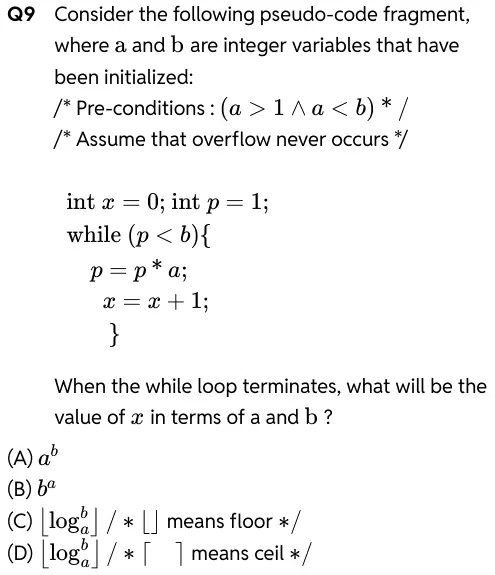 Q9 Consider the following pseudo-code fragment,
where a and b are integer variables that have
been initialized:
/* Pre-conditions : (a > 1 ∧ a < b) * /
/* Assume that overflow never occurs */
int x = 0; int p = 1;
while (p < b){
p = p * a;
x = x + 1;
}
When the while loop terminates, what will be the
value of x in terms of a and b ?
(A) a^b
(B) b^a
(C) ⌊log_a^b⌋ / * ⌊⌋ means floor */
(D) ⌊log_a^b⌋ / * ⌈ ⌉ means ceil */